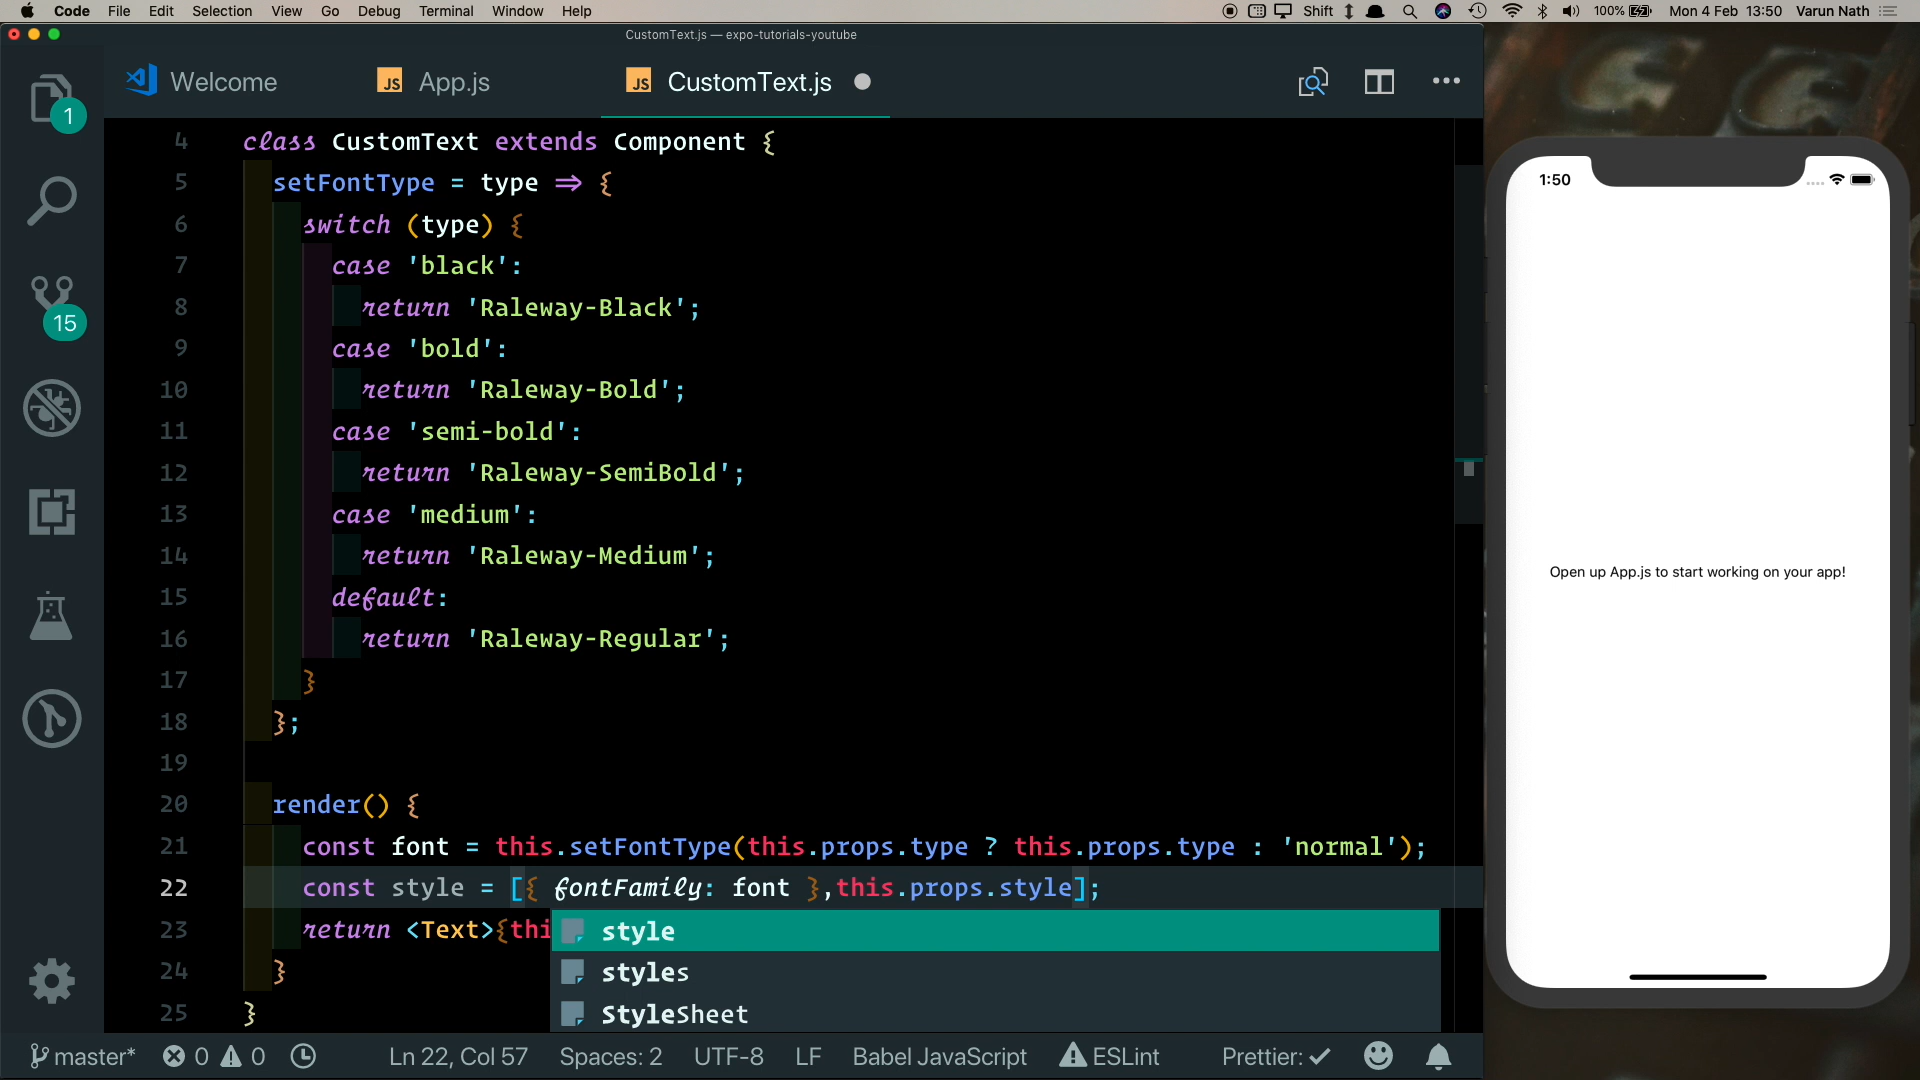 Code File Edit Selection View Go Debug Terminal Window Help Shift 100% Mon 4 Feb 13:50 Varun Nath
CustomText.js — expo-tutorials-youtube
Welcome App.js CustomText.js
JS
JS
1
15
4 class CustomText extends Component {
5 setFontType = type => {
6 switch (type) {
7 case 'black':
8 return 'Raleway-Black';
9 case 'bold':
10 return 'Raleway-Bold';
11 case 'semi-bold':
12 return 'Raleway-SemiBold';
13 case 'medium':
14 return 'Raleway-Medium';
15 default:
16 return 'Raleway-Regular';
17 }
18 };
19
20 render() {
21 const font = this.setFontType(this.props.type ? this.props.type : 'normal');
22 const style = [{ fontFamily: font },this.props.style];
23 return <Text>{thi
24 }
25 }
style
styles
StyleSheet
master* 0 0 Ln 22, Col 57 Spaces: 2 UTF-8 LF Babel JavaScript ESLint Prettier: ✓
1:50
Open up App.js to start working on your app!